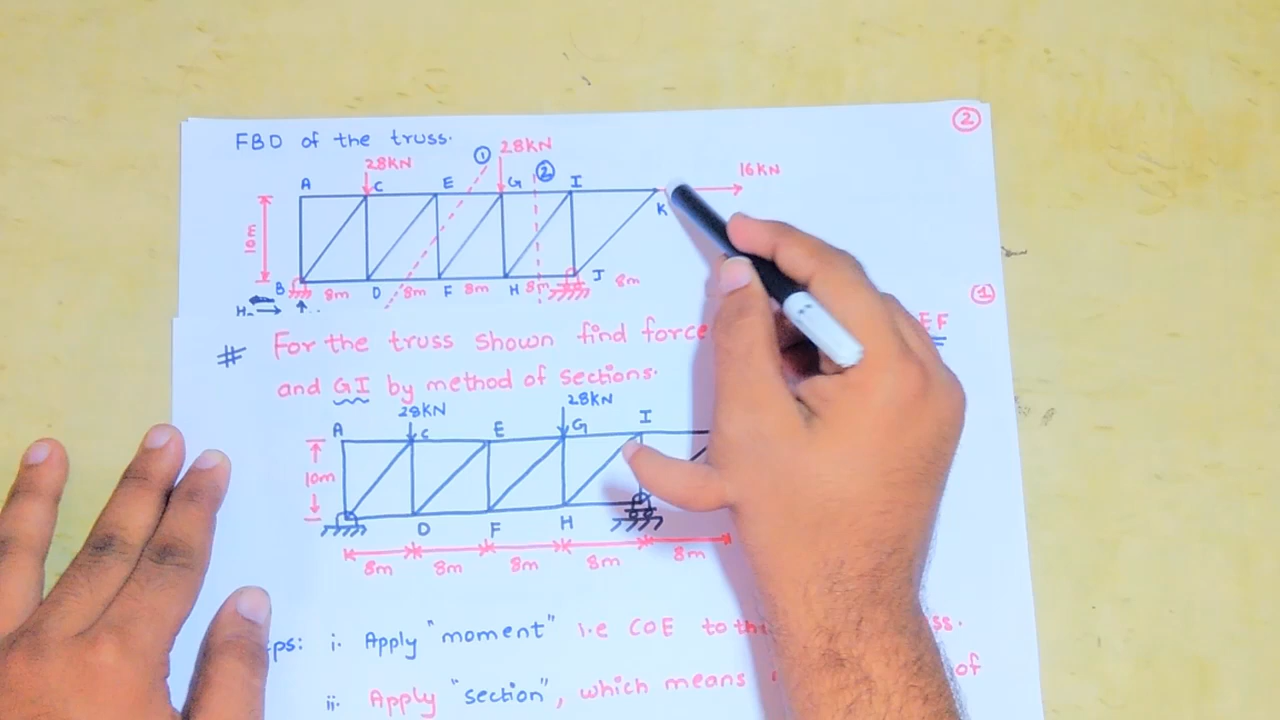 ②
FBD of the truss.
① 28KN
28KN ② 16KN
A C E G I
K
10m
B 8m D 8m F 8m H 8m J 8m
①
# For the truss shown find force EF
and GI by method of sections.
28KN 28KN
A C E G I
10m
D F H
8m 8m 8m 8m 8m
i. Apply "moment" i.e COE to
ii. Apply "section", which means of